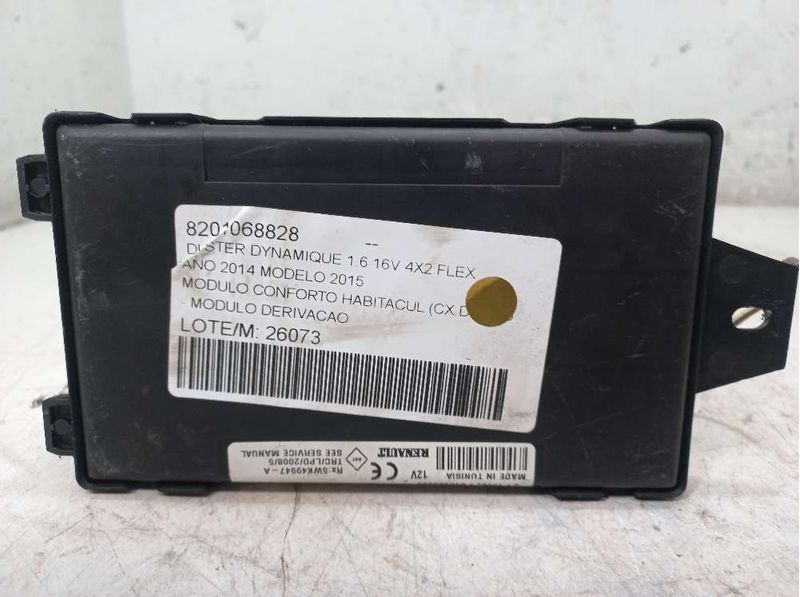 8201068828 --
DUSTER DYNAMIQUE 1.6 16V 4X2 FLEX
ANO 2014 MODELO 2015
MODULO CONFORTO HABITACUL (CX.D
- MODULO DERIVACAO
LOTE/M: 26073
MADE IN TUNISIA
RENAULT 12V
SEE SERVICE MANUAL
TRC/LPD/2008/5
Rx:5WK49947-A